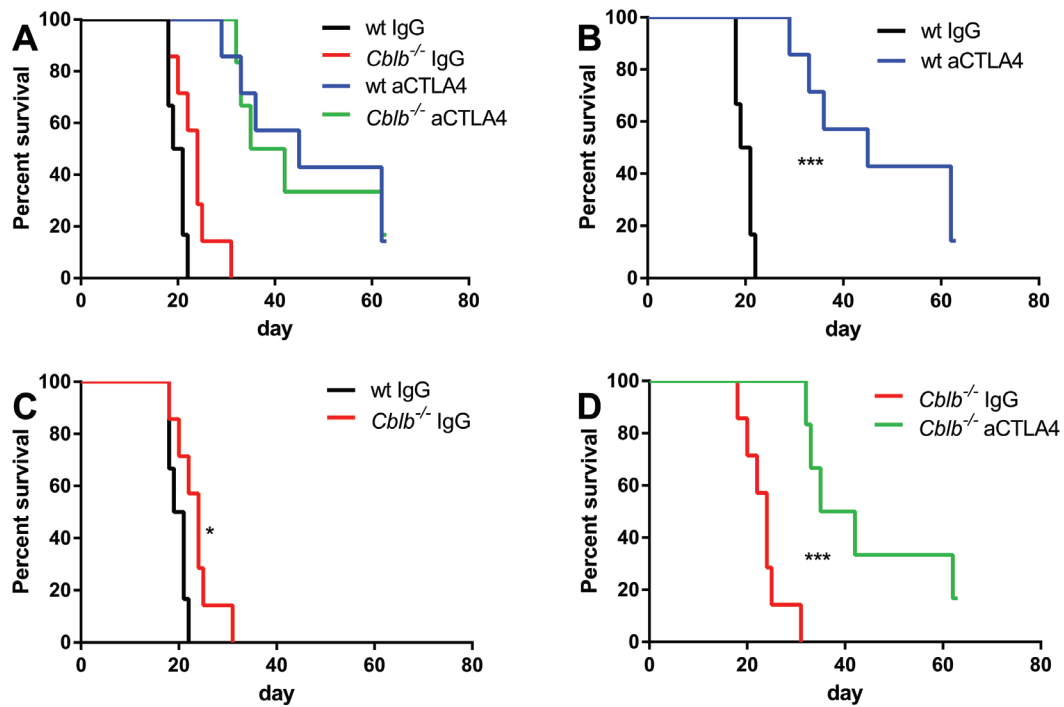 A
Percent survival
100
80
60
40
20
0
0 20 40 60 80
day
wt IgG
Cblb-/- IgG
wt aCTLA4
Cblb-/- aCTLA4
B
Percent survival
100
80
60
40
20
0
0 20 40 60 80
day
wt IgG
wt aCTLA4
***
C
Percent survival
100
80
60
40
20
0
0 20 40 60 80
day
wt IgG
Cblb-/- IgG
*
D
Percent survival
100
80
60
40
20
0
0 20 40 60 80
day
Cblb-/- IgG
Cblb-/- aCTLA4
***